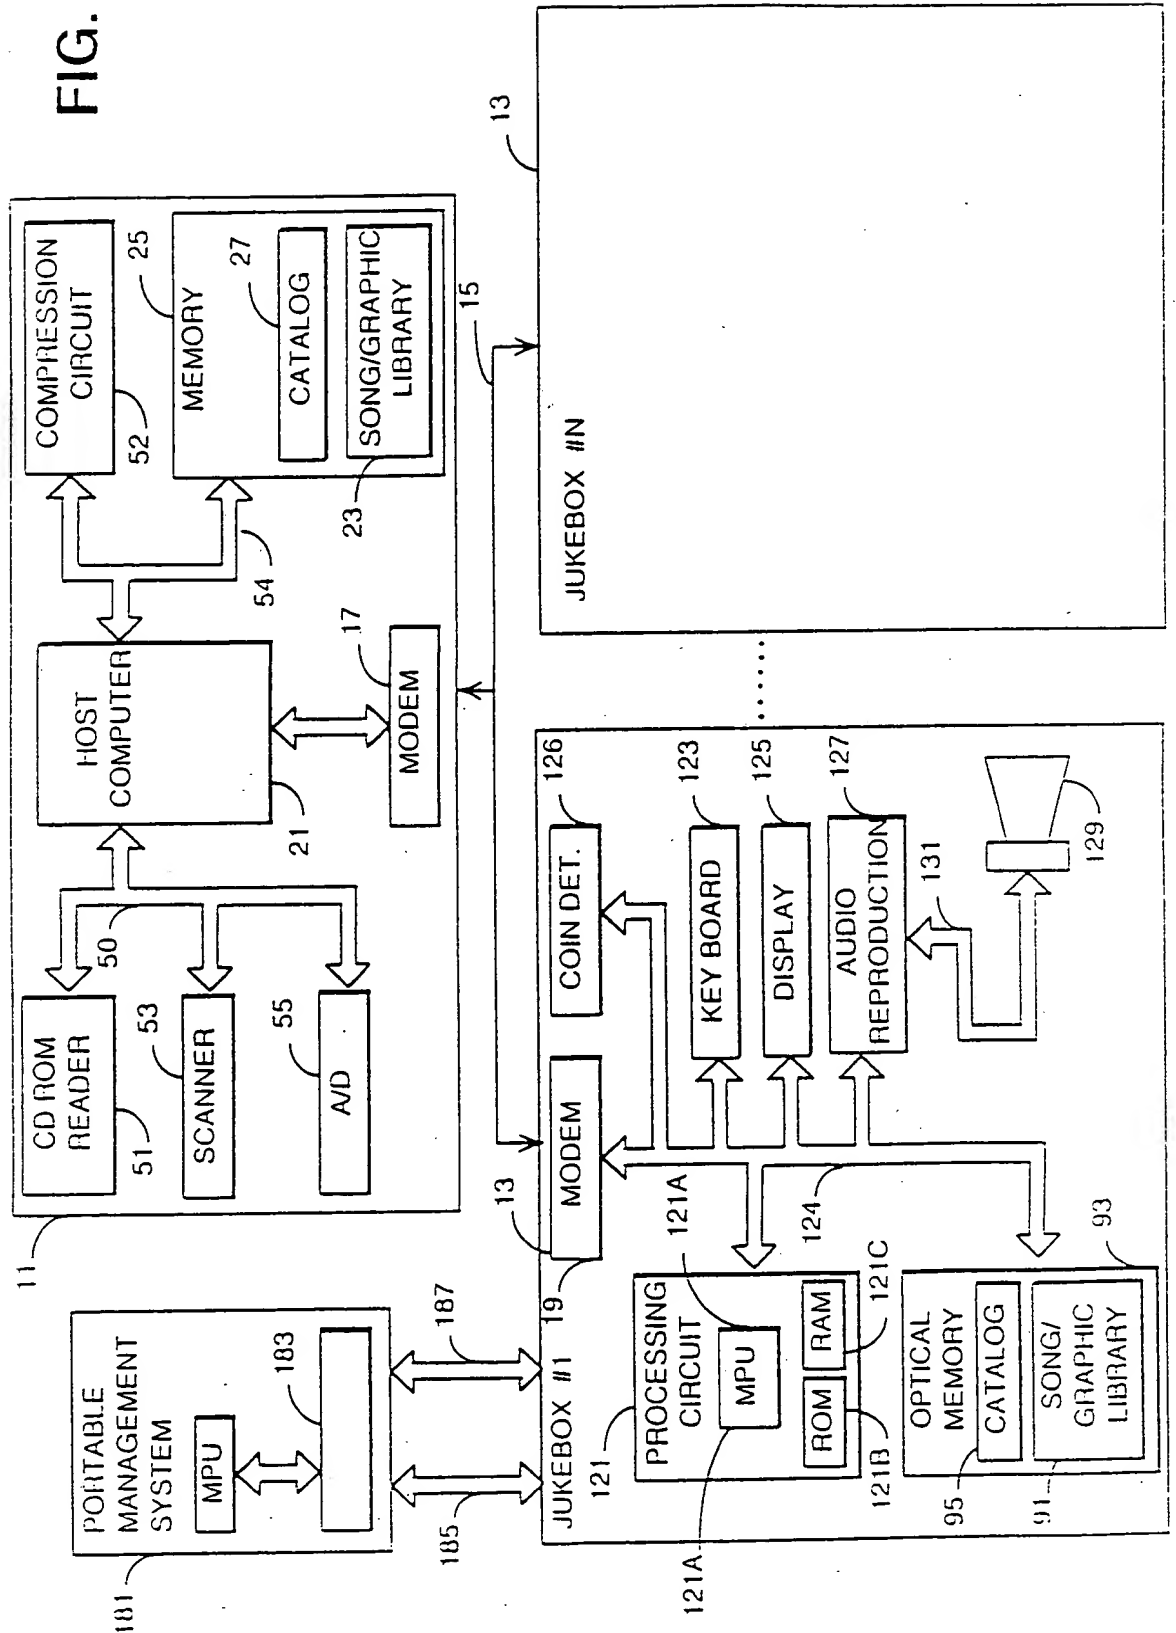 FIG.
11
CD ROM
READER
51
SCANNER
53
A/D
55
50
HOST
COMPUTER
21
MODEM
17
54
COMPRESSION
CIRCUIT
52
MEMORY
25
CATALOG
27
SONG/GRAPHIC
LIBRARY
23
15
181
PORTABLE
MANAGEMENT
SYSTEM
MPU
183
185
187
JUKEBOX #1
13
MODEM
19
COIN DET.
126
KEY BOARD
123
DISPLAY
125
AUDIO
REPRODUCTION
127
131
129
121
PROCESSING
CIRCUIT
MPU
121A
121A
ROM
RAM
121B
121C
124
OPTICAL
MEMORY
93
CATALOG
95
SONG/
GRAPHIC
LIBRARY
91
......
JUKEBOX #N
13